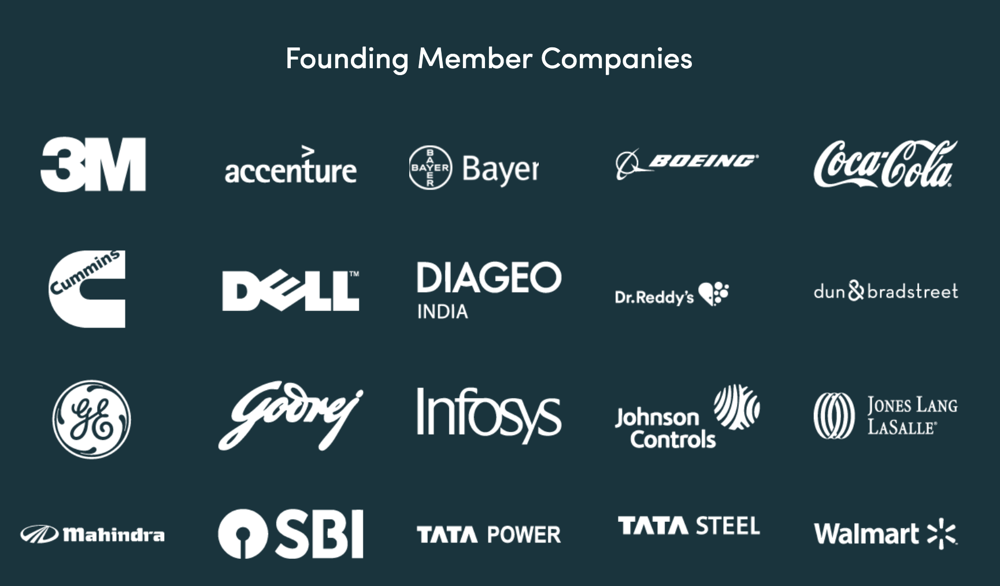 Founding Member Companies
3M
accenture
>
BAYER
BAYER
Bayer
BOEING®
Coca-Cola®
Cummins
DELL™
DIAGEO
INDIA
Dr.Reddy's
dun&bradstreet
GE
Godrej
Infosys
Johnson
Controls
JONES LANG
LASALLE®
Mahindra
SBI
TATA POWER
TATA STEEL
Walmart